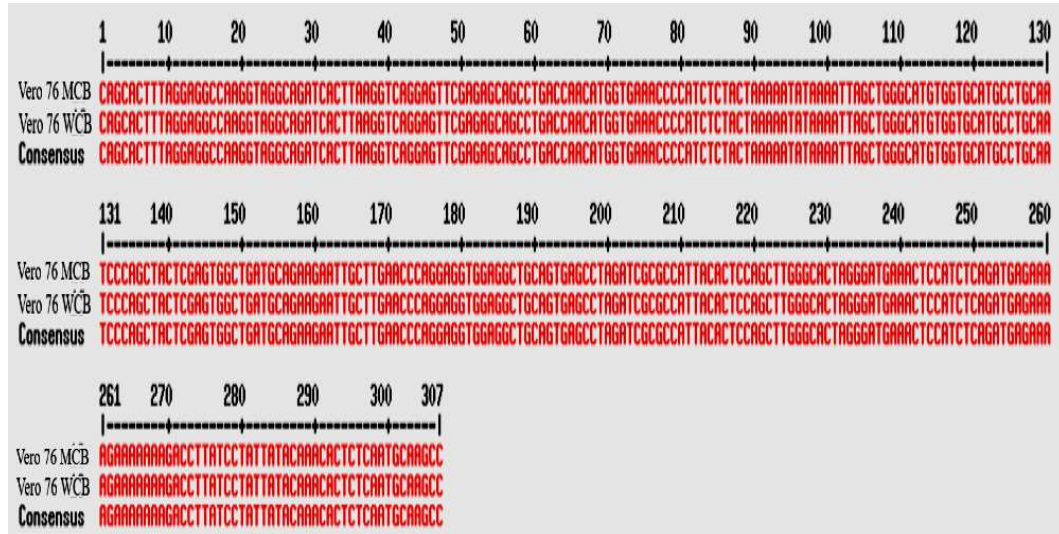 1 10 20 30 40 50 60 70 80 90 100 110 120 130
Vero 76 MCB CAGCACTTTAGGAGGCCAAGGTAGGCAGATCACTTAAGGTCAGGAGTTCGAGAGCAGCCTGACCAACATGGTGAAACCCCATCTCTACTAAAAATATAAAATTAGCTGGGCATGTGGTGCATGCCTGCAA
Vero 76 WCB CAGCACTTTAGGAGGCCAAGGTAGGCAGATCACTTAAGGTCAGGAGTTCGAGAGCAGCCTGACCAACATGGTGAAACCCCATCTCTACTAAAAATATAAAATTAGCTGGGCATGTGGTGCATGCCTGCAA
Consensus CAGCACTTTAGGAGGCCAAGGTAGGCAGATCACTTAAGGTCAGGAGTTCGAGAGCAGCCTGACCAACATGGTGAAACCCCATCTCTACTAAAAATATAAAATTAGCTGGGCATGTGGTGCATGCCTGCAA
131 140 150 160 170 180 190 200 210 220 230 240 250 260
Vero 76 MCB TCCCAGCTACTCGAGTGGCTGATGCAGAAGAATTGCTTGAACCCAGGAGGTGGAGGCTGCAGTGAGCCTAGATCGCGCCATTACACTCCAGCTTGGGCACTAGGGATGAAACTCCATCTCAGATGAGAAA
Vero 76 WCB TCCCAGCTACTCGAGTGGCTGATGCAGAAGAATTGCTTGAACCCAGGAGGTGGAGGCTGCAGTGAGCCTAGATCGCGCCATTACACTCCAGCTTGGGCACTAGGGATGAAACTCCATCTCAGATGAGAAA
Consensus TCCCAGCTACTCGAGTGGCTGATGCAGAAGAATTGCTTGAACCCAGGAGGTGGAGGCTGCAGTGAGCCTAGATCGCGCCATTACACTCCAGCTTGGGCACTAGGGATGAAACTCCATCTCAGATGAGAAA
261 270 280 290 300 307
Vero 76 MCB AGAAAAAAAGACCTTATCCTATTATACAAACACTCTCAATGCAAGCC
Vero 76 WCB AGAAAAAAAGACCTTATCCTATTATACAAACACTCTCAATGCAAGCC
Consensus AGAAAAAAAGACCTTATCCTATTATACAAACACTCTCAATGCAAGCC